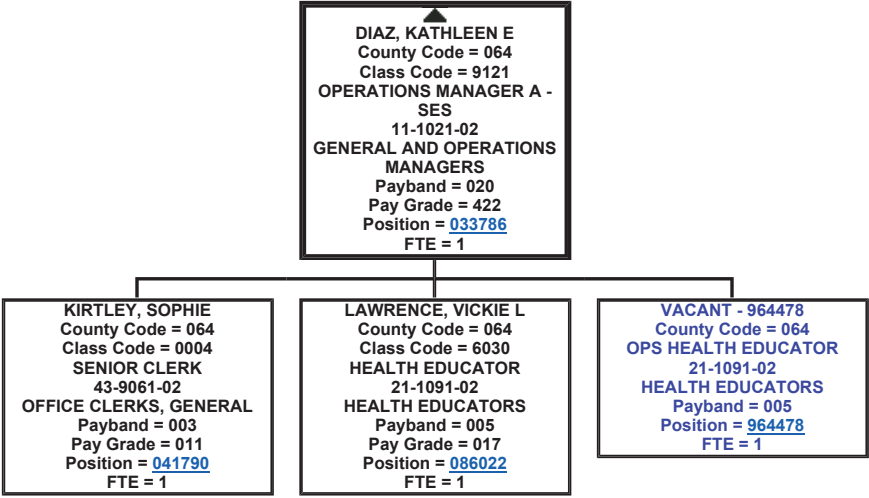 DIAZ, KATHLEEN E
County Code = 064
Class Code = 9121
OPERATIONS MANAGER A -
SES
11-1021-02
GENERAL AND OPERATIONS
MANAGERS
Payband = 020
Pay Grade = 422
Position = 033786
FTE = 1
KIRTLEY, SOPHIE
County Code = 064
Class Code = 0004
SENIOR CLERK
43-9061-02
OFFICE CLERKS, GENERAL
Payband = 003
Pay Grade = 011
Position = 041790
FTE = 1
LAWRENCE, VICKIE L
County Code = 064
Class Code = 6030
HEALTH EDUCATOR
21-1091-02
HEALTH EDUCATORS
Payband = 005
Pay Grade = 017
Position = 086022
FTE = 1
VACANT - 964478
County Code = 064
OPS HEALTH EDUCATOR
21-1091-02
HEALTH EDUCATORS
Payband = 005
Position = 964478
FTE = 1